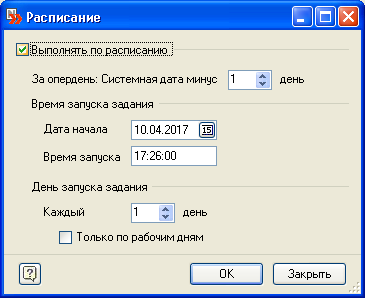 Расписание
Выполнять по расписанию
За опердень: Системная дата минус 1 день
Время запуска задания
Дата начала 10.04.2017 15
Время запуска 17:26:00
День запуска задания
Каждый 1 день
Только по рабочим дням
? OK Закрыть